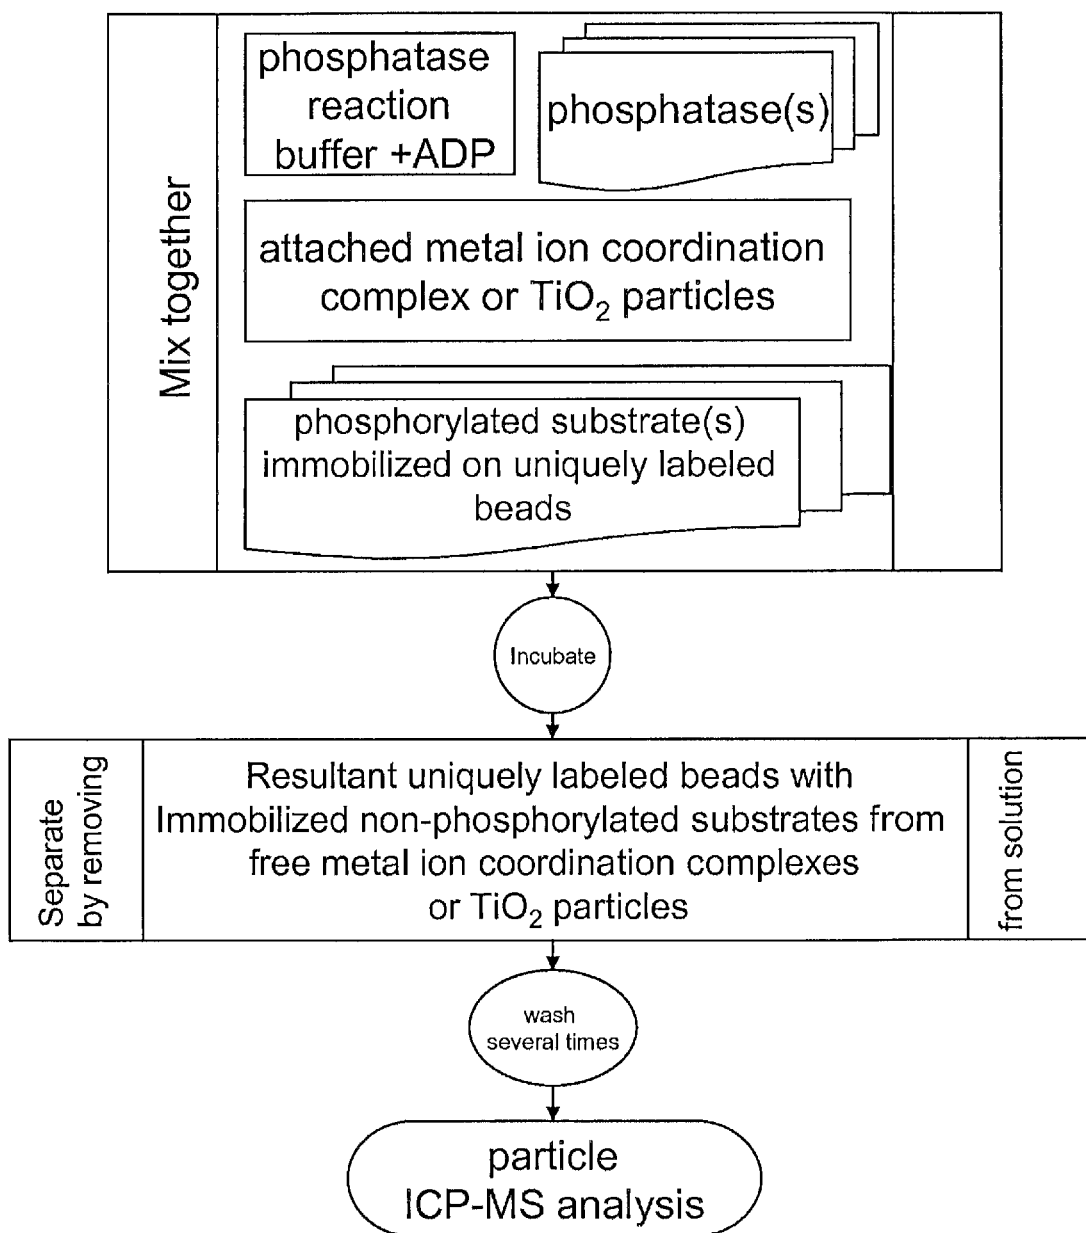 Mix together
phosphatase
reaction
buffer +ADP
phosphatase(s)
attached metal ion coordination
complex or TiO₂ particles
phosphorylated substrate(s)
immobilized on uniquely labeled
beads
Incubate
Separate
by removing
Resultant uniquely labeled beads with
Immobilized non-phosphorylated substrates from
free metal ion coordination complexes
or TiO₂ particles
from solution
wash
several times
particle
ICP-MS analysis